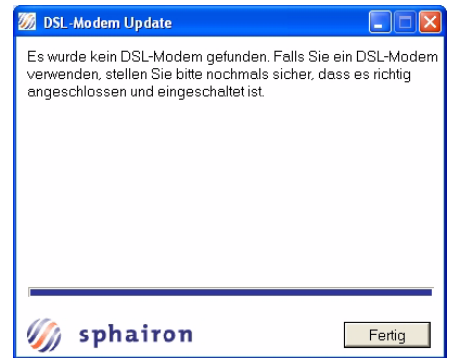 DSL-Modem Update
Es wurde kein DSL-Modem gefunden. Falls Sie ein DSL-Modem
verwenden, stellen Sie bitte nochmals sicher, dass es richtig
angeschlossen und eingeschaltet ist.
sphairon
Fertig